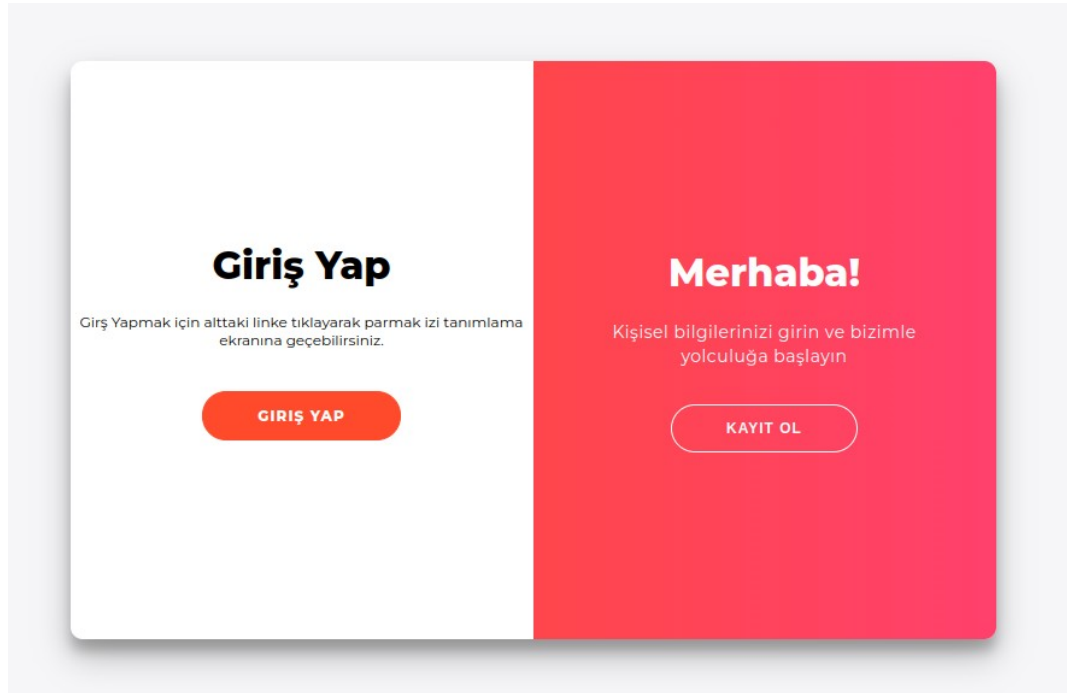 Giriş Yap
Girş Yapmak için alttaki linke tıklayarak parmak izi tanımlama
ekranına geçebilirsiniz.
GIRIŞ YAP
Merhaba!
Kişisel bilgilerinizi girin ve bizimle
yolculuğa başlayın
KAYIT OL